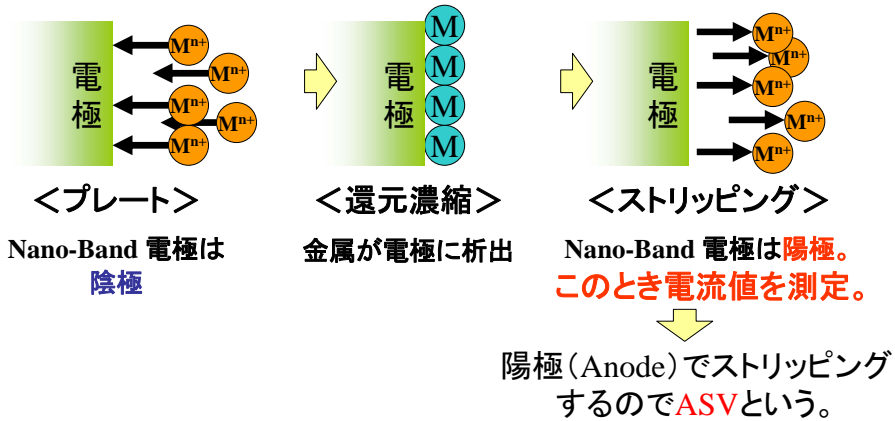 電極
Mⁿ⁺
Mⁿ⁺
Mⁿ⁺
Mⁿ⁺
Mⁿ⁺
<プレート>
Nano-Band 電極は
陰極
電極
M
M
M
M
<還元濃縮>
金属が電極に析出
電極
Mⁿ⁺
Mⁿ⁺
Mⁿ⁺
Mⁿ⁺
Mⁿ⁺
<ストリッピング>
Nano-Band 電極は陽極。
このとき電流値を測定。
陽極(Anode)でストリッピング
するのでASVという。